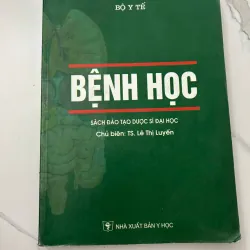 BỘ Y TẾ
BỆNH HỌC
SÁCH ĐÀO TẠO DƯỢC SĨ ĐẠI HỌC
Chủ biên: TS. Lê Thị Luyến
NHÀ XUẤT BẢN Y HỌC